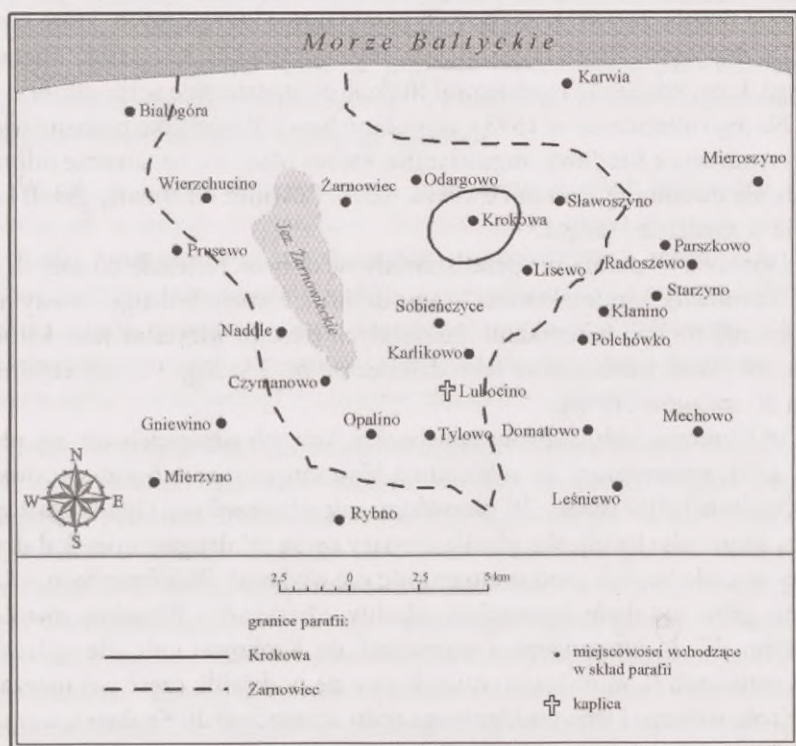 Morze Bałtyckie
Karwia
Białogóra
Mieroszyno
Wierzchucino
Odargowo
Żarnowiec
Sławoszyno
Krokowa
Prusewo
Jez. Żarnowieckie
Parszkowo
Lisewo
Radoszewo
Starzyno
Sobieńczyce
Klanino
Nadole
Połchówko
Karlikowo
Czymanowo
Lubocino
Gniewino
Opalino
Tyłowo
Domatowo
Mechowo
Mierzyno
Leśniewo
Rybno
N
W E
S
2,5 0 2,5 5 km
granice parafii:
Krokowa
Żarnowiec
miejscowości wchodzące
w skład parafii
kaplica